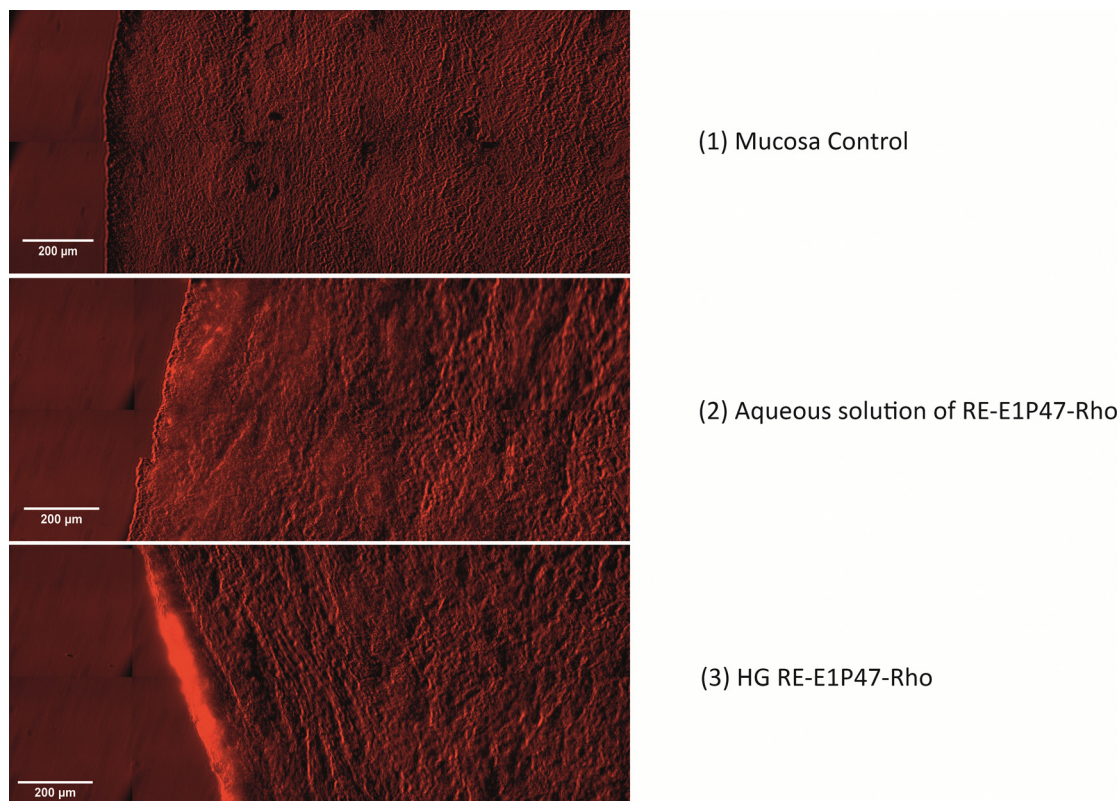 200 µm
(1) Mucosa Control
200 µm
(2) Aqueous solution of RE-E1P47-Rho
200 µm
(3) HG RE-E1P47-Rho